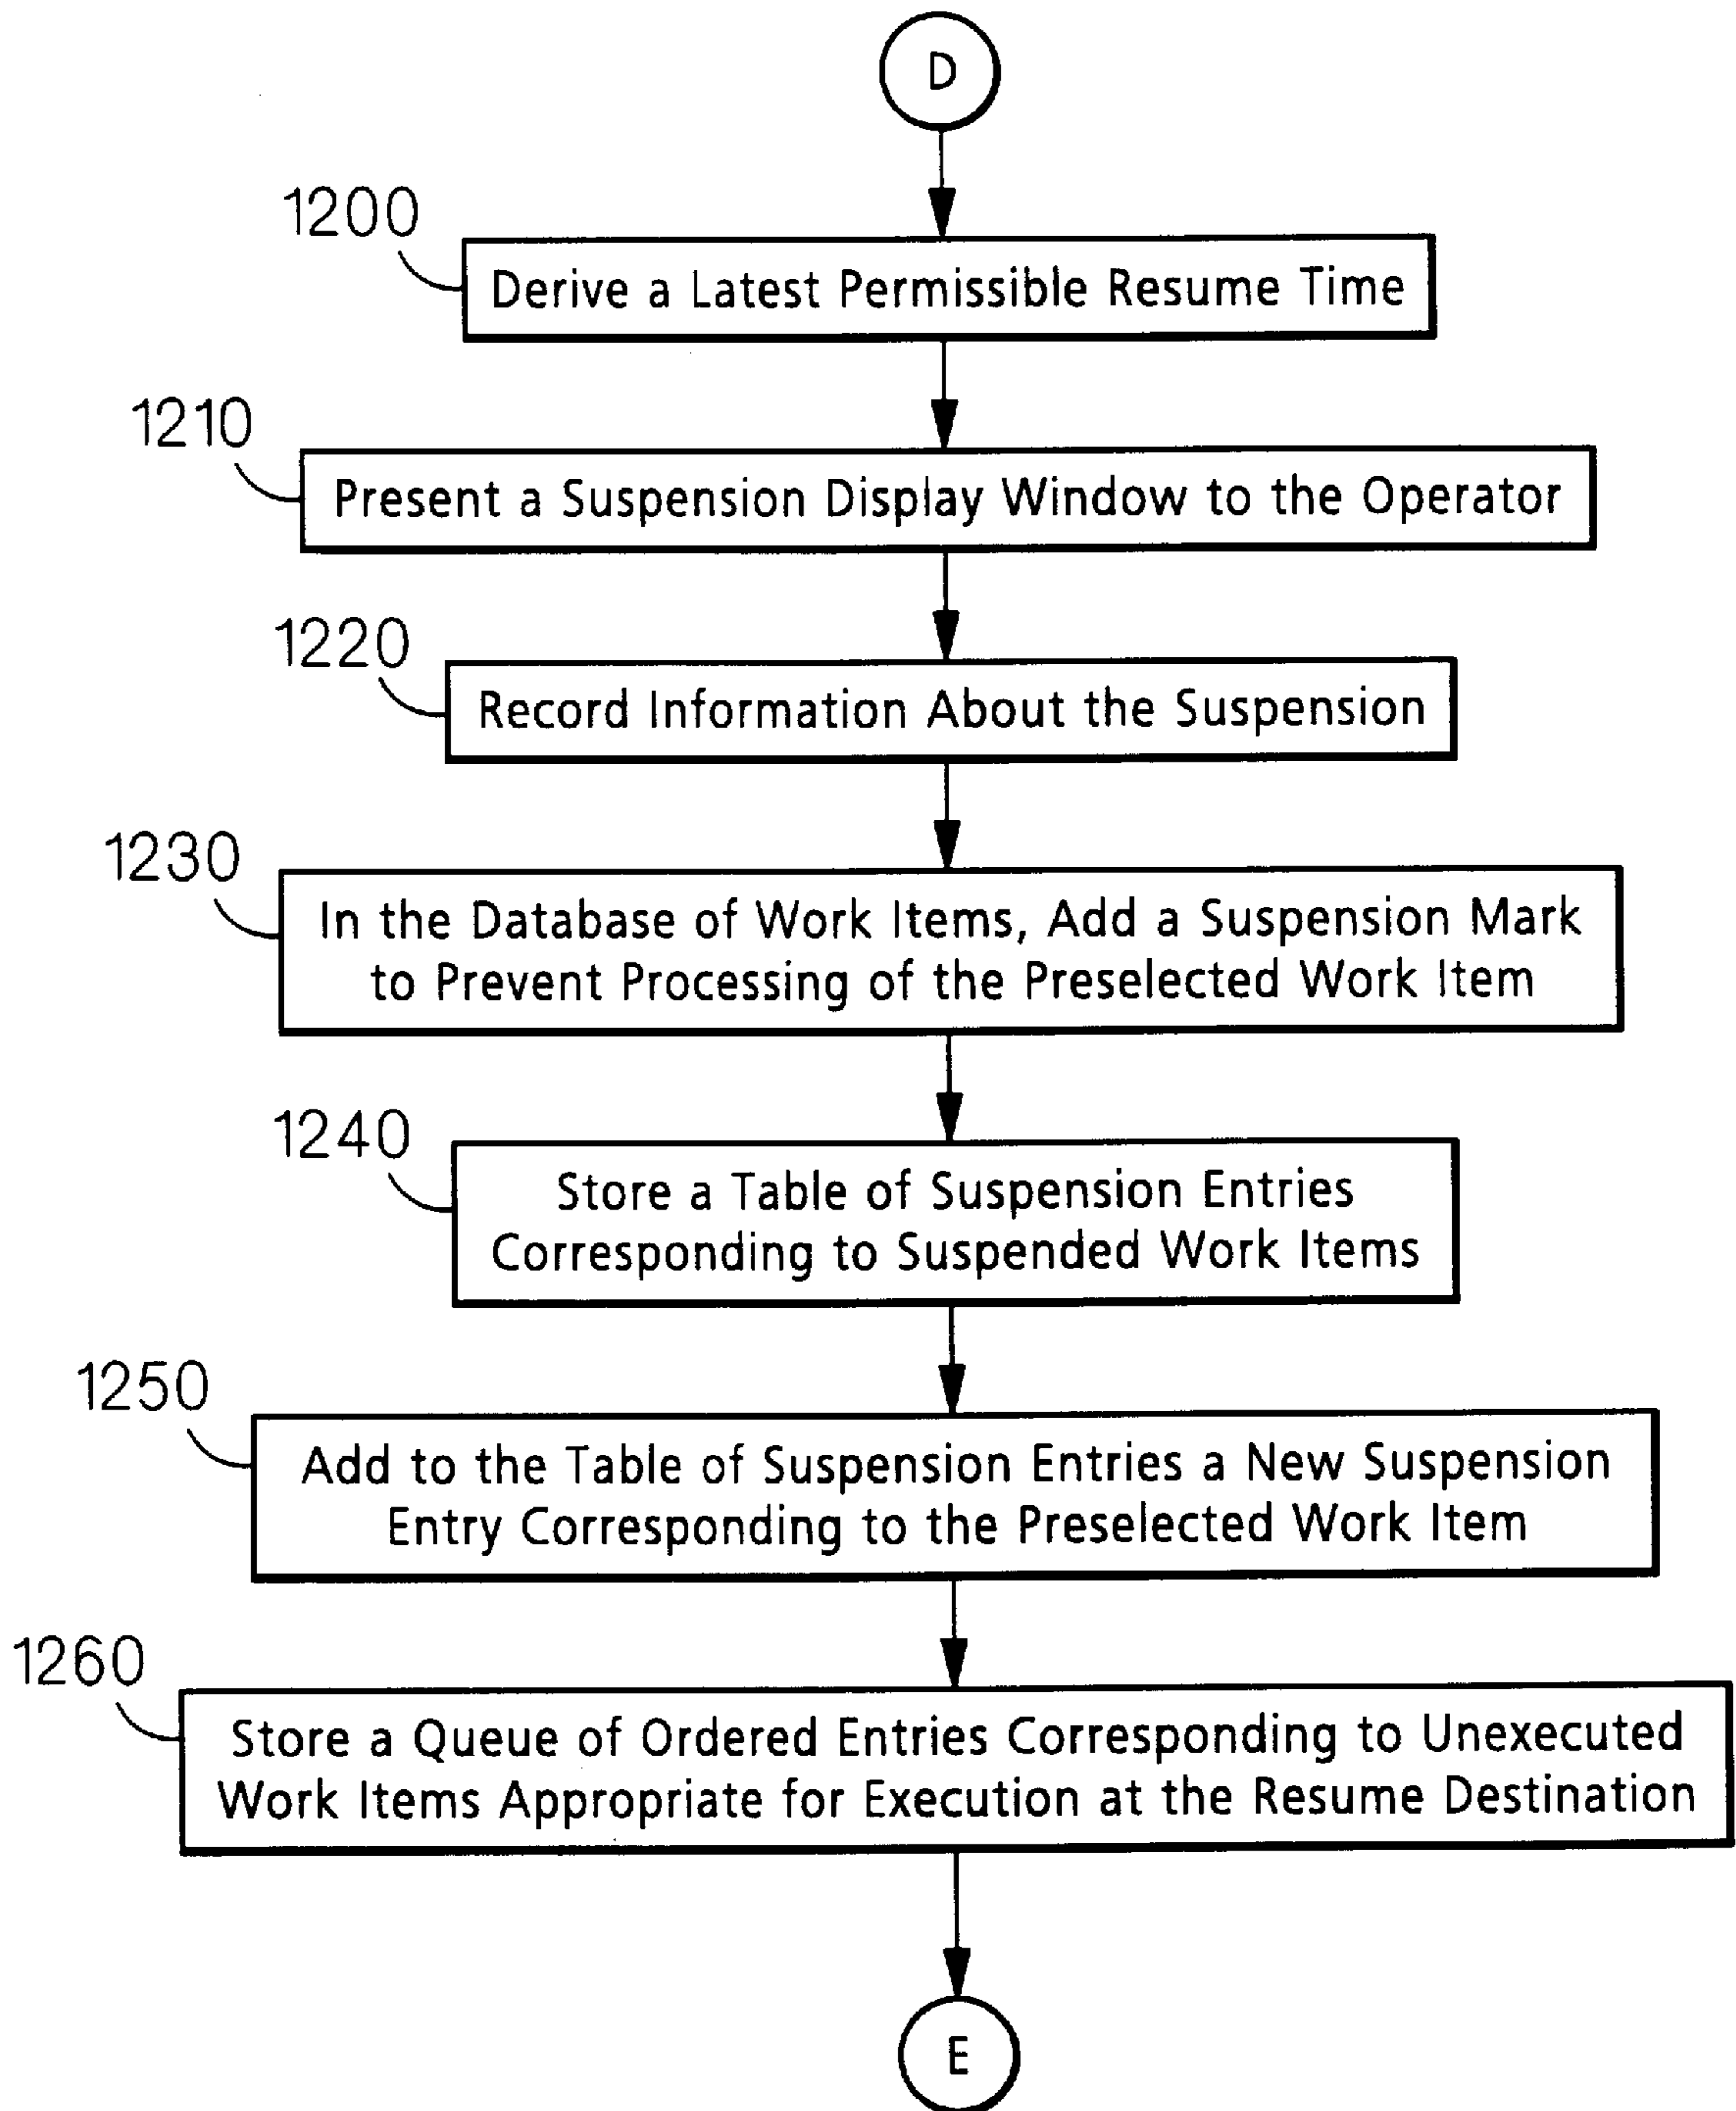 D
1200
Derive a Latest Permissible Resume Time
1210
Present a Suspension Display Window to the Operator
1220
Record Information About the Suspension
1230
In the Database of Work Items, Add a Suspension Mark
to Prevent Processing of the Preselected Work Item
1240
Store a Table of Suspension Entries
Corresponding to Suspended Work Items
1250
Add to the Table of Suspension Entries a New Suspension
Entry Corresponding to the Preselected Work Item
1260
Store a Queue of Ordered Entries Corresponding to Unexecuted
Work Items Appropriate for Execution at the Resume Destination
E